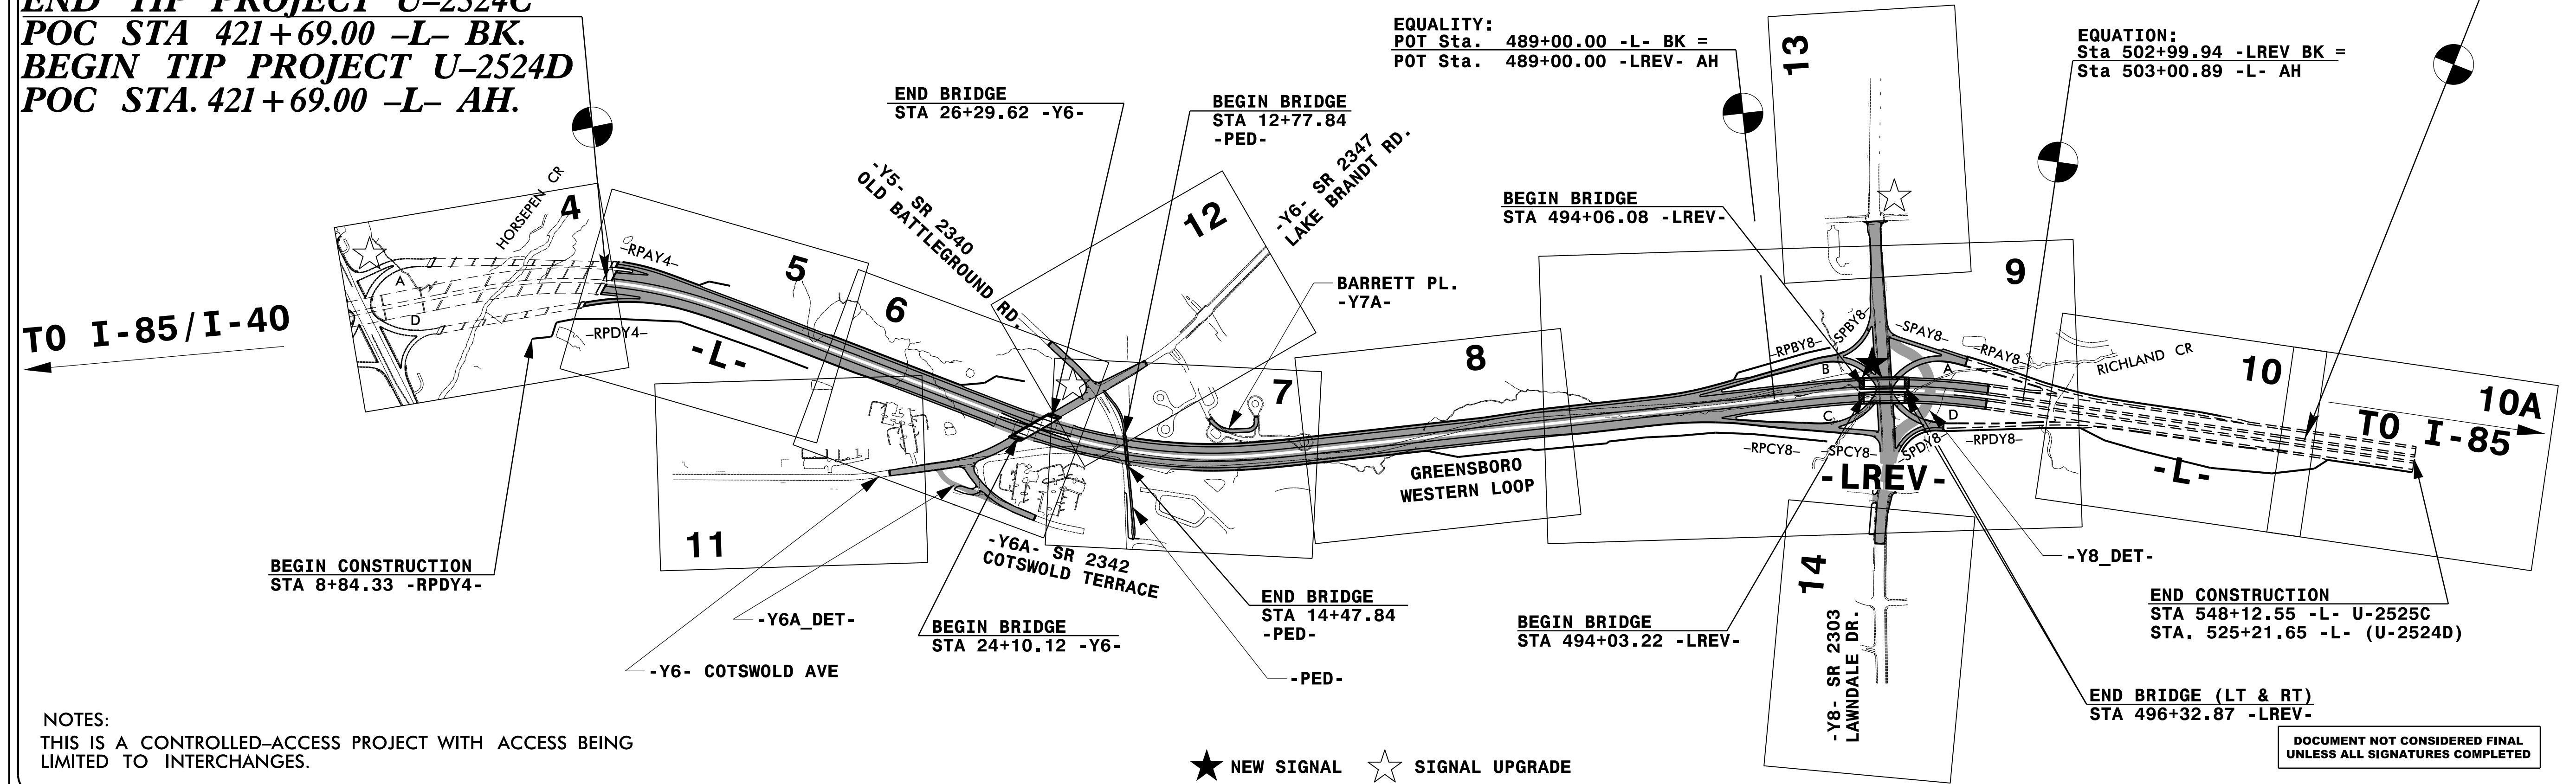 END TIP PROJECT U–2524C
POC STA 421+69.00 –L– BK.
BEGIN TIP PROJECT U–2524D
POC STA. 421+69.00 –L– AH.
END BRIDGE
STA 26+29.62 -Y6-
BEGIN BRIDGE
STA 12+77.84
-PED-
EQUALITY:
POT Sta. 489+00.00 -L- BK =
POT Sta. 489+00.00 -LREV- AH
EQUATION:
Sta 502+99.94 -LREV BK =
Sta 503+00.89 -L- AH
13
HORSEPEN CR
4
–RPAY4–
5
6
-Y5- SR 2340
OLD BATTLEGROUND RD.
12
-Y6- SR 2347
LAKE BRANDT RD.
BARRETT PL.
-Y7A-
BEGIN BRIDGE
STA 494+06.08 -LREV-
9
A
D
TO I-85/I-40
–RPDY4–
-L-
7
8
–RPBY8–
–SPBY8–
–SPAY8–
–RPAY8–
B
A
C
D
RICHLAND CR
10
10A
TO I-85
–RPCY8–
–SPCY8–
–SPDY8–
–RPDY8–
-LREV-
-L-
GREENSBORO
WESTERN LOOP
11
-Y6A- SR 2342
COTSWOLD TERRACE
14
-Y8_DET-
BEGIN CONSTRUCTION
STA 8+84.33 -RPDY4-
-Y6A_DET-
BEGIN BRIDGE
STA 24+10.12 -Y6-
END BRIDGE
STA 14+47.84
-PED-
BEGIN BRIDGE
STA 494+03.22 -LREV-
END CONSTRUCTION
STA 548+12.55 -L- U-2525C
STA. 525+21.65 -L- (U-2524D)
-Y6- COTSWOLD AVE
-PED-
-Y8- SR 2303
LAWNDALE DR.
END BRIDGE (LT & RT)
STA 496+32.87 -LREV-
NOTES:
THIS IS A CONTROLLED–ACCESS PROJECT WITH ACCESS BEING
LIMITED TO INTERCHANGES.
NEW SIGNAL
SIGNAL UPGRADE
DOCUMENT NOT CONSIDERED FINAL
UNLESS ALL SIGNATURES COMPLETED